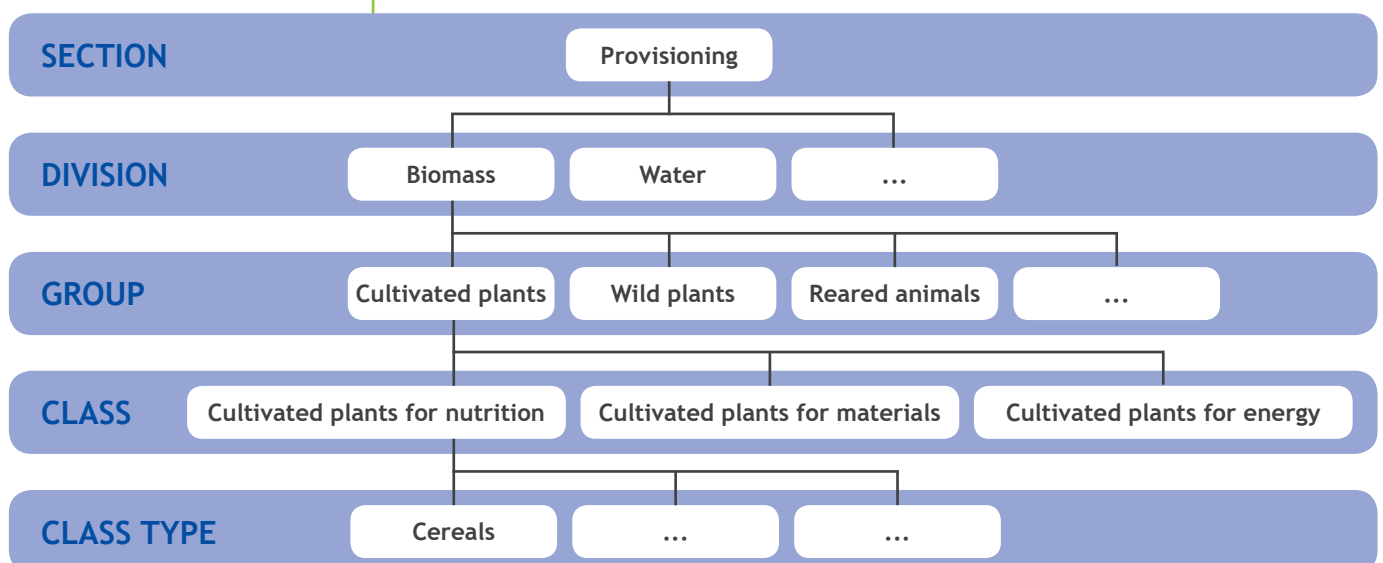 SECTION
Provisioning
DIVISION
Biomass
Water
...
GROUP
Cultivated plants
Wild plants
Reared animals
...
CLASS
Cultivated plants for nutrition
Cultivated plants for materials
Cultivated plants for energy
CLASS TYPE
Cereals
...
...